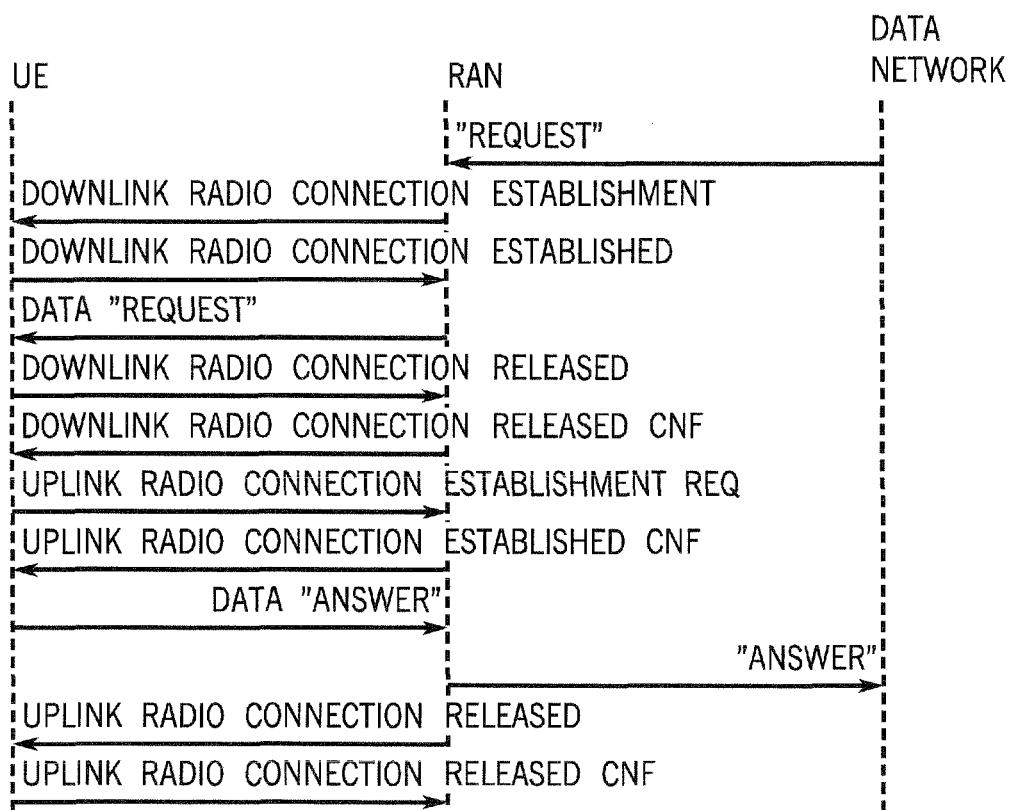 DATA
NETWORK
UE
RAN
"REQUEST"
DOWNLINK RADIO CONNECTION ESTABLISHMENT
DOWNLINK RADIO CONNECTION ESTABLISHED
DATA "REQUEST"
DOWNLINK RADIO CONNECTION RELEASED
DOWNLINK RADIO CONNECTION RELEASED CNF
UPLINK RADIO CONNECTION ESTABLISHMENT REQ
UPLINK RADIO CONNECTION ESTABLISHED CNF
DATA "ANSWER"
"ANSWER"
UPLINK RADIO CONNECTION RELEASED
UPLINK RADIO CONNECTION RELEASED CNF